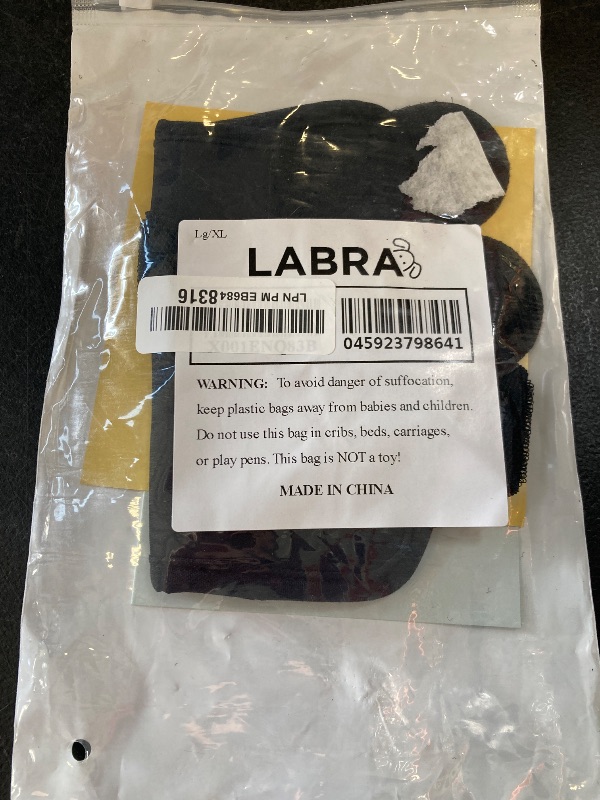 Lg/XL
LABRA
LPN PM EB6848316
X001ENQ83B
045923798641
WARNING: To avoid danger of suffocation,
keep plastic bags away from babies and children.
Do not use this bag in cribs, beds, carriages,
or play pens. This bag is NOT a toy!
MADE IN CHINA